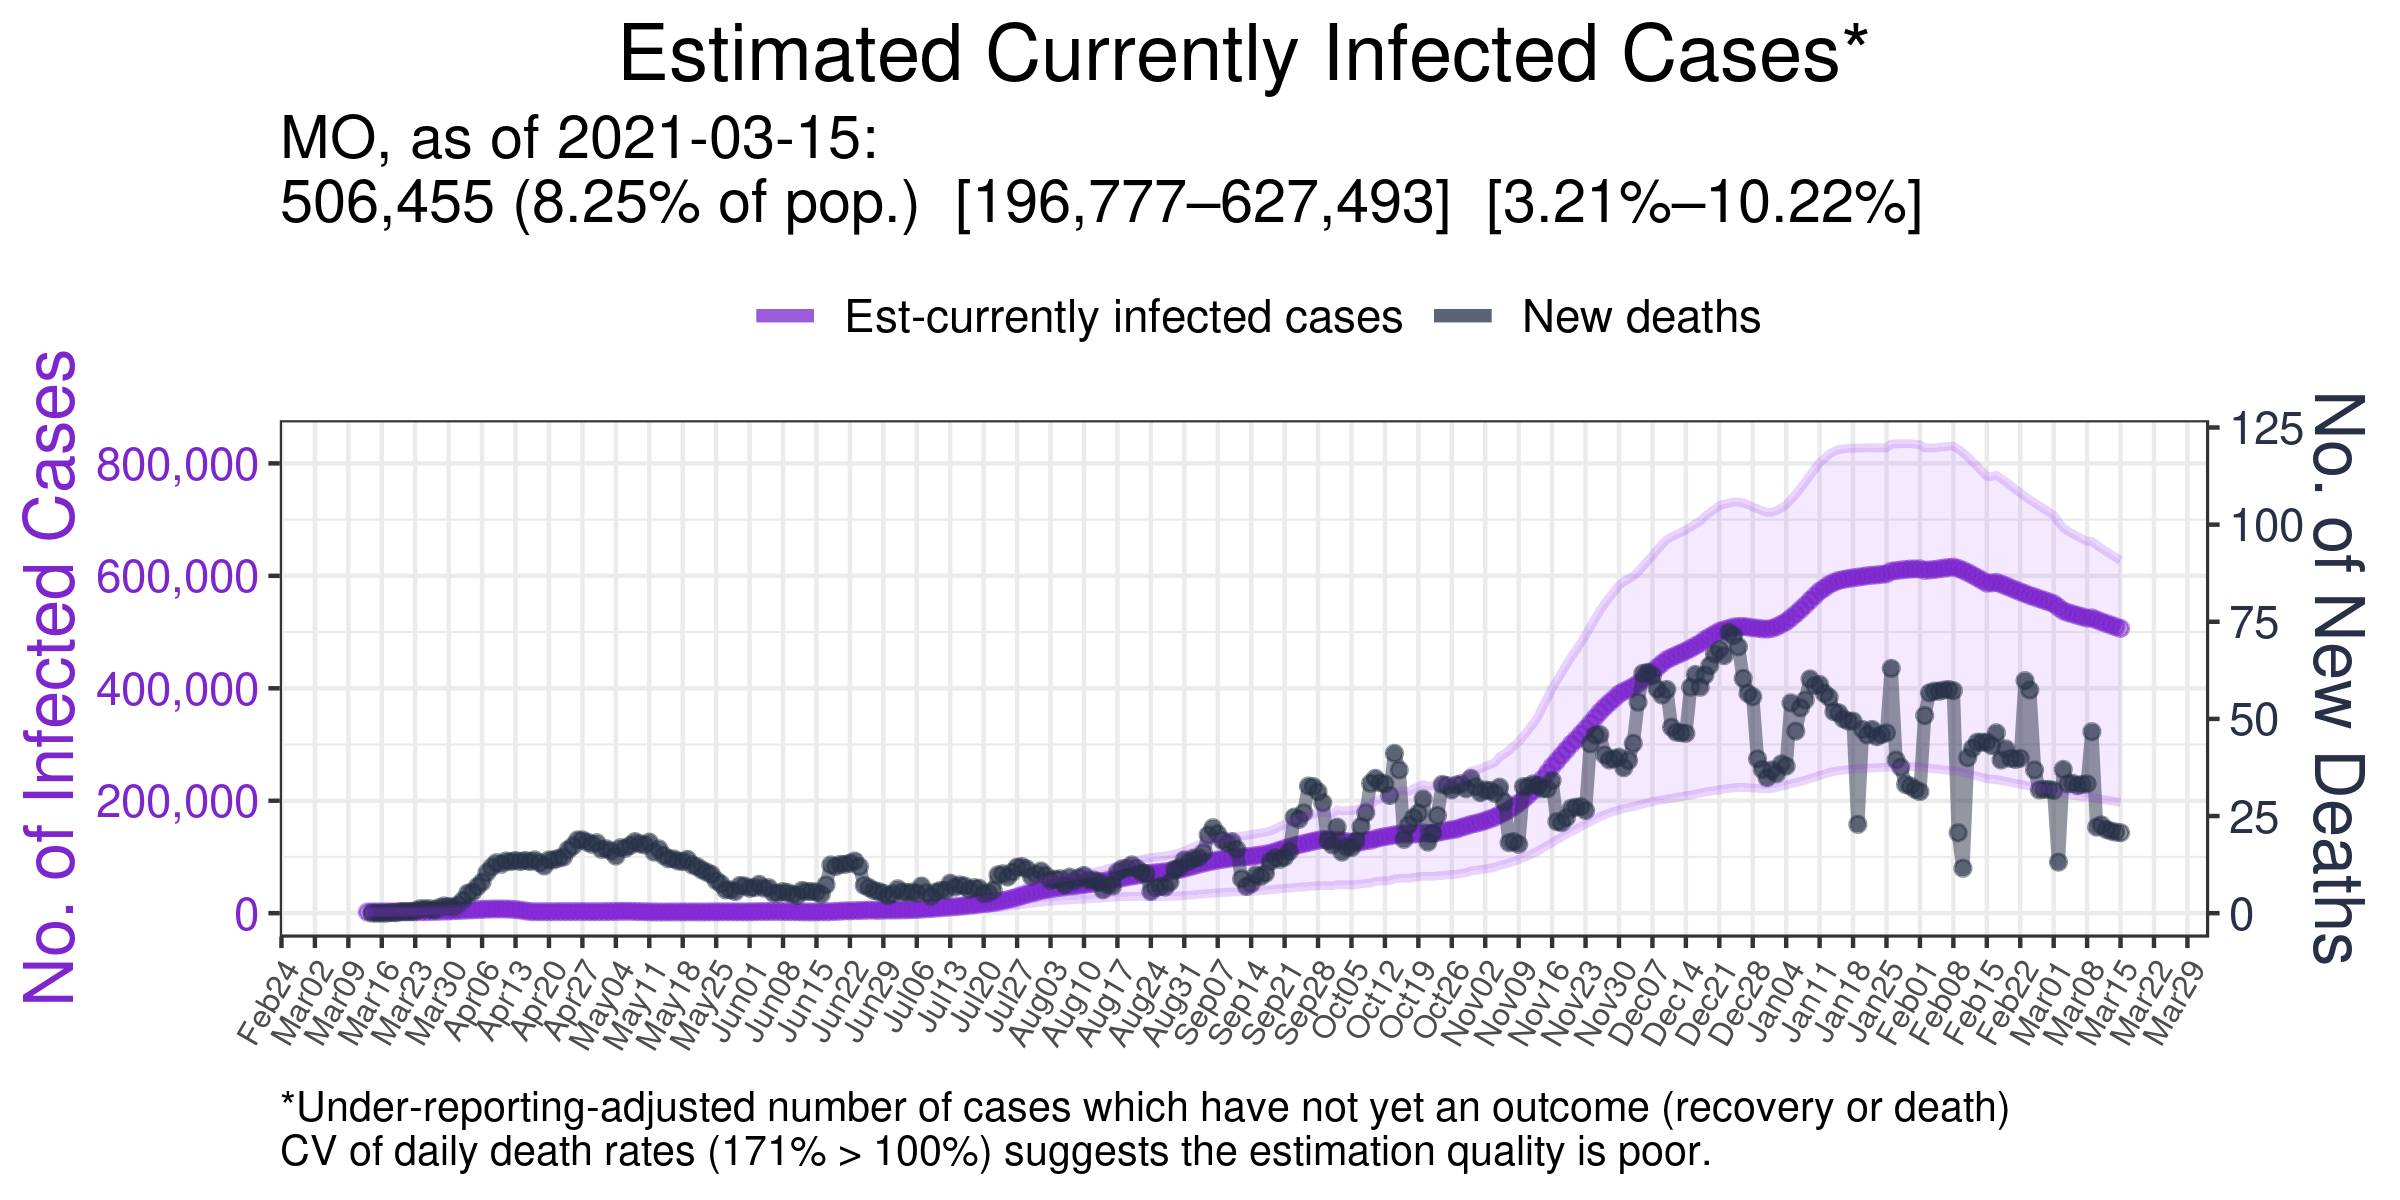 Estimated Currently Infected Cases*
MO, as of 2021-03-15:
506,455 (8.25% of pop.)  [196,777–627,493]  [3.21%–10.22%]
Est-currently infected cases
New deaths
No. of Infected Cases
800,000
600,000
400,000
200,000
0
125
100
75
50
25
0
No. of New Deaths
Feb24
Mar02
Mar09
Mar16
Mar23
Mar30
Apr06
Apr13
Apr20
Apr27
May04
May11
May18
May25
Jun01
Jun08
Jun15
Jun22
Jun29
Jul06
Jul13
Jul20
Jul27
Aug03
Aug10
Aug17
Aug24
Aug31
Sep07
Sep14
Sep21
Sep28
Oct05
Oct12
Oct19
Oct26
Nov02
Nov09
Nov16
Nov23
Nov30
Dec07
Dec14
Dec21
Dec28
Jan04
Jan11
Jan18
Jan25
Feb01
Feb08
Feb15
Feb22
Mar01
Mar08
Mar15
Mar22
Mar29
*Under-reporting-adjusted number of cases which have not yet an outcome (recovery or death)
CV of daily death rates (171% > 100%) suggests the estimation quality is poor.